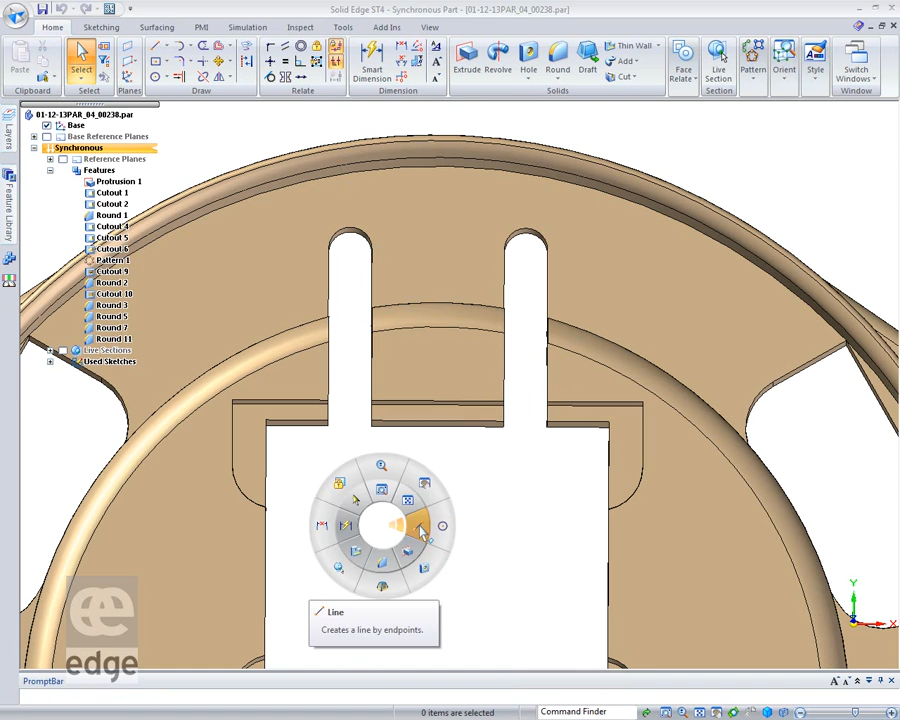 Solid Edge ST4 - Synchronous Part - [01-12-13PAR_04_00238.par]
Home Sketching Surfacing PMI Simulation Inspect Tools Add Ins View
Paste Select Smart Dimension Extrude Revolve Hole Round Draft Thin Wall Add Cut Face Relate Live Section Pattern Orient Style Switch Windows
Clipboard Select Planes Draw Relate Dimension Solids Section Window
Layers
Feature Library
01-12-13PAR_04_00238.par
Base
Base Reference Planes
Synchronous
Reference Planes
Features
Protrusion 1
Cutout 1
Cutout 2
Round 1
Cutout 4
Cutout 5
Cutout 6
Pattern 1
Cutout 9
Round 2
Cutout 10
Round 3
Round 5
Round 7
Round 11
Live Sections
Used Sketches
Line
Creates a line by endpoints.
Y
X
edge
PromptBar
0 items are selected
Command Finder